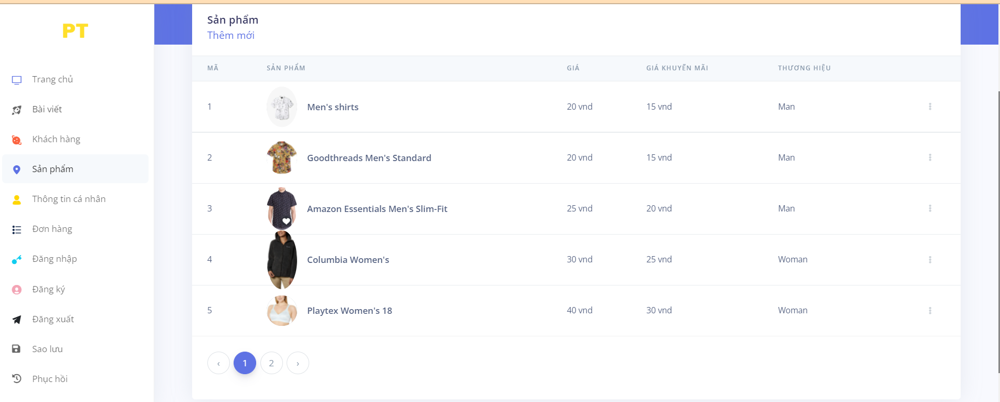 PT
Trang chủ
Bài viết
Khách hàng
Sản phẩm
Thông tin cá nhân
Đơn hàng
Đăng nhập
Đăng ký
Đăng xuất
Sao lưu
Phục hồi
Sản phẩm
Thêm mới
MÃ SẢN PHẨM GIÁ GIÁ KHUYẾN MÃI THƯƠNG HIỆU
1 Men's shirts 20 vnd 15 vnd Man
2 Goodthreads Men's Standard 20 vnd 15 vnd Man
3 Amazon Essentials Men's Slim-Fit 25 vnd 20 vnd Man
4 Columbia Women's 30 vnd 25 vnd Woman
5 Playtex Women's 18 40 vnd 30 vnd Woman
‹ 1 2 ›